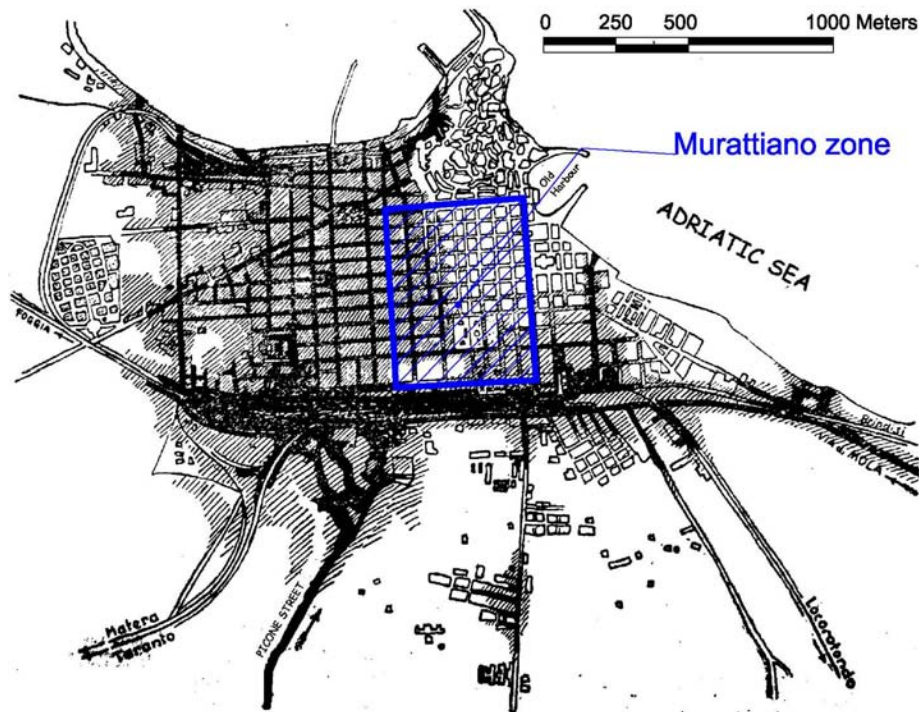 0 250 500 1000 Meters
Murattiano zone
Old
Harbour
ADRIATIC SEA
FOGGIA
Brindisi
Via d. MOLA
Matera
Taranto
PICONE STREET
Locorotondo